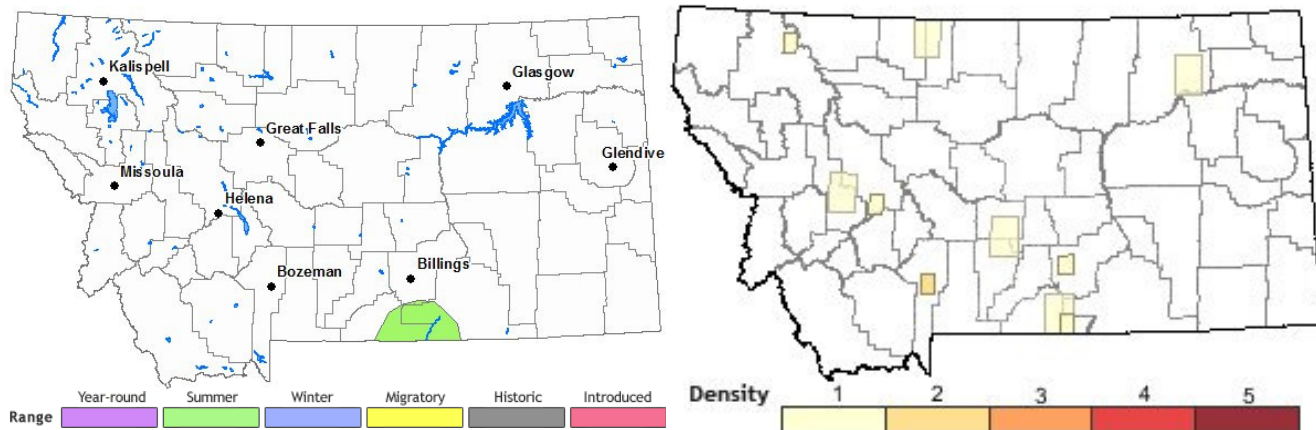 Kalispell
Glasgow
Great Falls
Glendive
Missoula
Helena
Bozeman
Billings
Year-round Summer Winter Migratory Historic Introduced
Range
Density 1 2 3 4 5